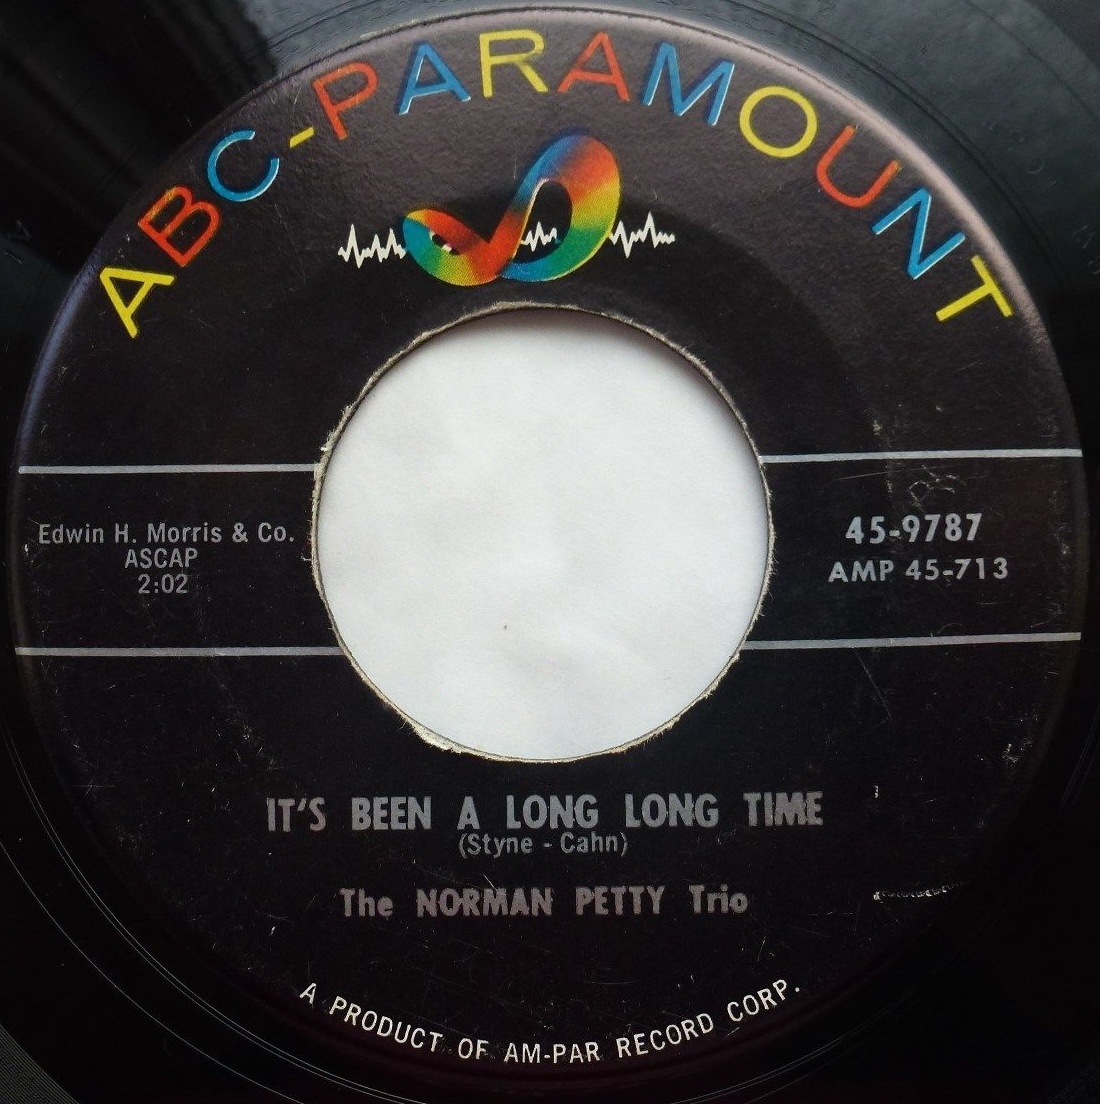 ABC-PARAMOUNT
Edwin H. Morris & Co.
ASCAP
2:02
45-9787
AMP 45-713
IT'S BEEN A LONG LONG TIME
(Styne - Cahn)
The NORMAN PETTY Trio
A PRODUCT OF AM-PAR RECORD CORP.